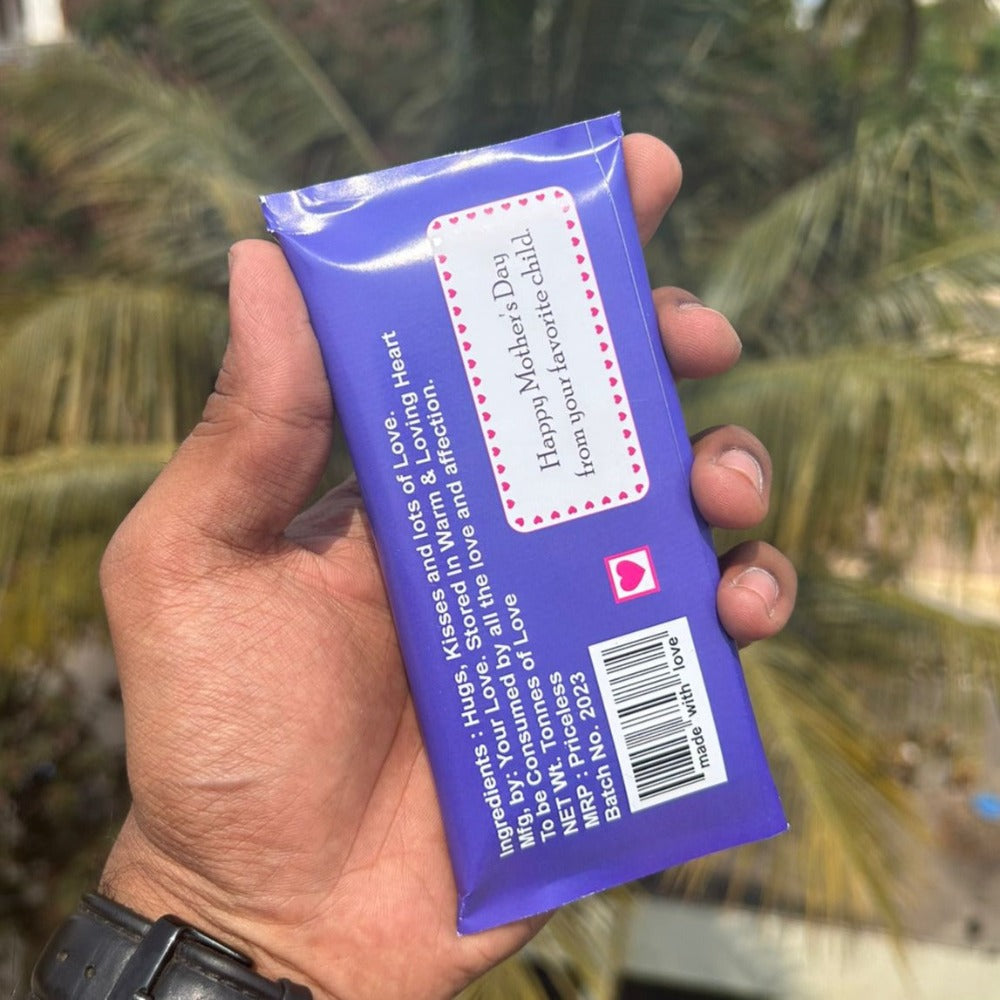 Happy Mother's Day
from your favorite child.
Ingredients : Hugs, Kisses and lots of Love.
Mfg, by: Your Love. Stored In Warm & Loving Heart
To be Consumed by all the love and affection.
NET Wt. Tonnes of Love
MRP : Priceless
Batch No. 2023
made with love